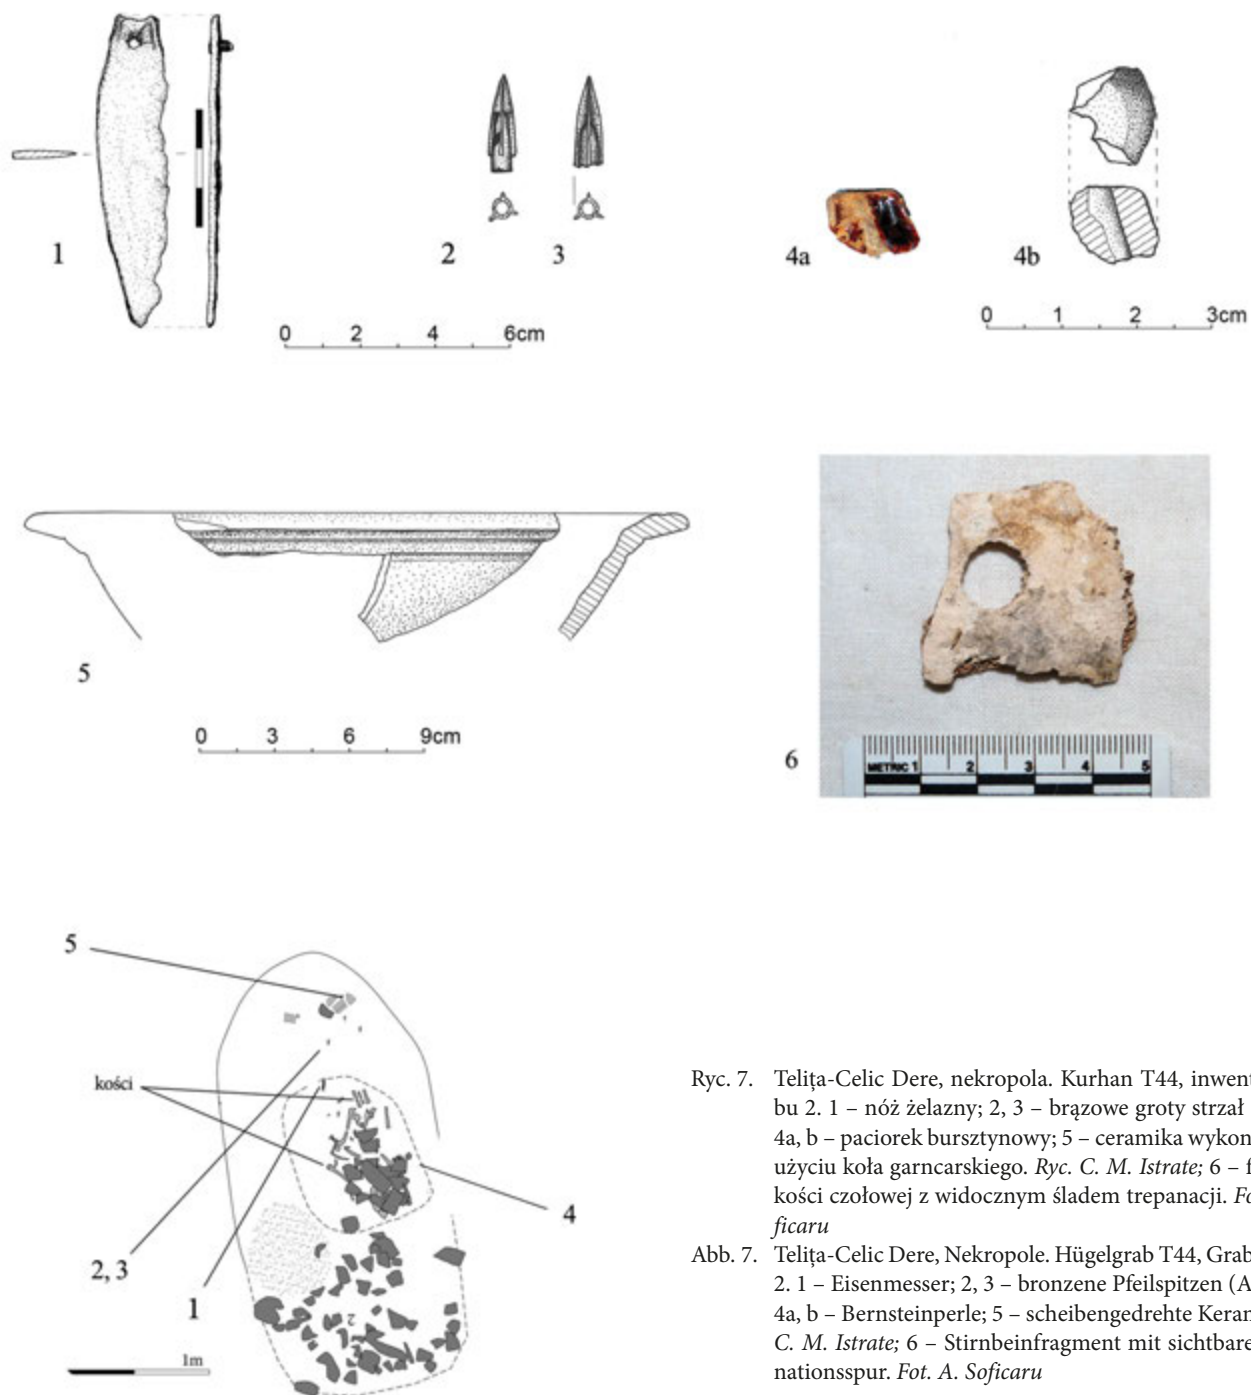 1
2
3
4a
4b
0 2 4 6cm
0 1 2 3cm
5
0 3 6 9cm
6
METRIC 1 2 3 4 5
5
kości
4
2, 3
1
1m
Ryc. 7. Telița-Celic Dere, nekropola. Kurhan T44, inwent
bu 2. 1 – nóż żelazny; 2, 3 – brązowe groty strzał
4a, b – paciorek bursztynowy; 5 – ceramika wykon
użyciu koła garncarskiego. Ryc. C. M. Istrate; 6 – f
kości czołowej z widocznym śladem trepanacji. Fo
ficaru
Abb. 7. Telița-Celic Dere, Nekropole. Hügelgrab T44, Grab
2. 1 – Eisenmesser; 2, 3 – bronzene Pfeilspitzen (A
4a, b – Bernsteinperle; 5 – scheibengedrehte Keran
C. M. Istrate; 6 – Stirnbeinfragment mit sichtbare
nationsspur. Fot. A. Soficaru